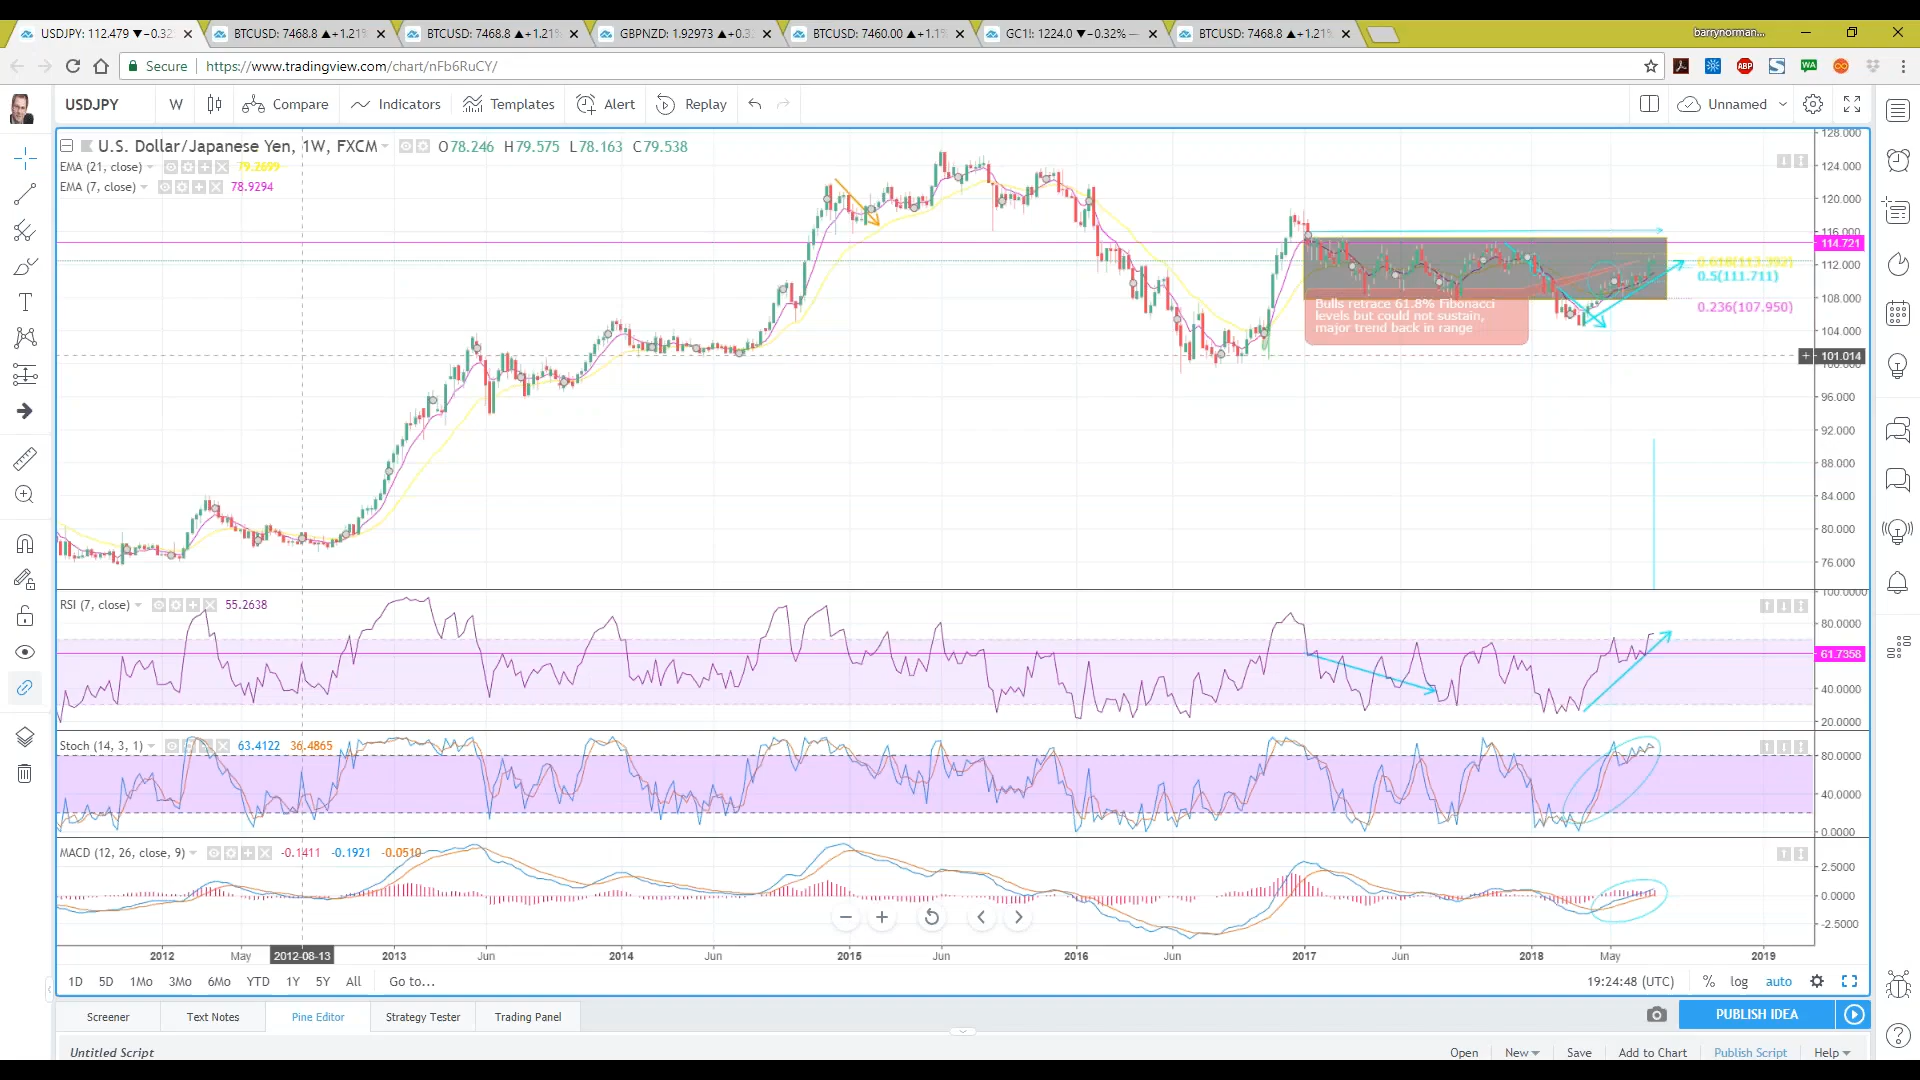 USDJPY: 112.479 ▼−0.32
BTCUSD: 7468.8 ▲+1.21
BTCUSD: 7468.8 ▲+1.21
GBPNZD: 1.92973 ▲+0.3
BTCUSD: 7460.00 ▲+1.1%
GC1!: 1224.0 ▼−0.32% —
BTCUSD: 7468.8 ▲+1.21
barrynorman...
Secure
https://www.tradingview.com/chart/nFb6RuCY/
ABP
WA
USDJPY
W
Compare
Indicators
Templates
Alert
Replay
Unnamed
U.S. Dollar/Japanese Yen, 1W, FXCM
O78.246 H79.575 L78.163 C79.538
EMA (21, close) 79.2699
EMA (7, close) 78.9294
128.000
124.000
120.000
116.000
114.721
112.000
108.000
104.000
101.014
100.000
96.000
92.000
88.000
84.000
80.000
76.000
0.618(113.392)
0.5(111.711)
0.236(107.950)
Bulls retrace 61.8% Fibonacci
levels but could not sustain,
major trend back in range
RSI (7, close) 55.2638
100.0000
80.0000
61.7358
40.0000
20.0000
Stoch (14, 3, 1) 63.4122 36.4865
80.0000
40.0000
0.0000
MACD (12, 26, close, 9) -0.1411 -0.1921 -0.0510
2.5000
0.0000
-2.5000
2012 May 2012-08-13 2013 Jun 2014 Jun 2015 Jun 2016 Jun 2017 Jun 2018 May 2019
1D 5D 1Mo 3Mo 6Mo YTD 1Y 5Y All Go to...
19:24:48 (UTC) % log auto
Screener
Text Notes
Pine Editor
Strategy Tester
Trading Panel
PUBLISH IDEA
Untitled Script
Open New Save Add to Chart Publish Script Help